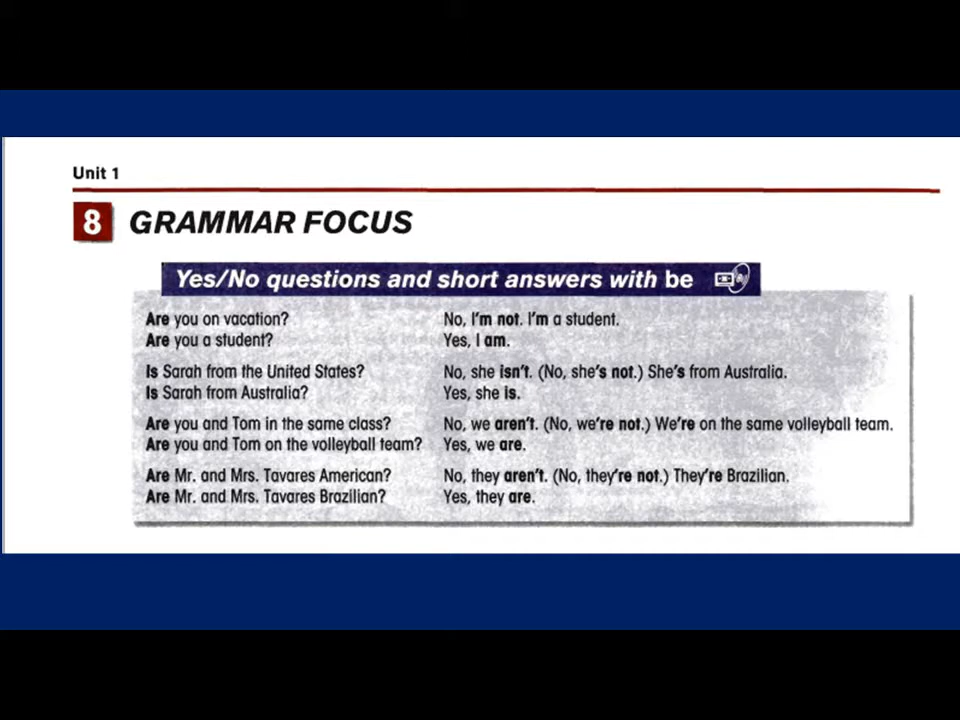 Unit 1
8 GRAMMAR FOCUS
Yes/No questions and short answers with be
Are you on vacation? No, I'm not. I'm a student.
Are you a student? Yes, I am.
Is Sarah from the United States? No, she isn't. (No, she's not.) She's from Australia.
Is Sarah from Australia? Yes, she is.
Are you and Tom in the same class? No, we aren't. (No, we're not.) We're on the same volleyball team.
Are you and Tom on the volleyball team? Yes, we are.
Are Mr. and Mrs. Tavares American? No, they aren't. (No, they're not.) They're Brazilian.
Are Mr. and Mrs. Tavares Brazilian? Yes, they are.